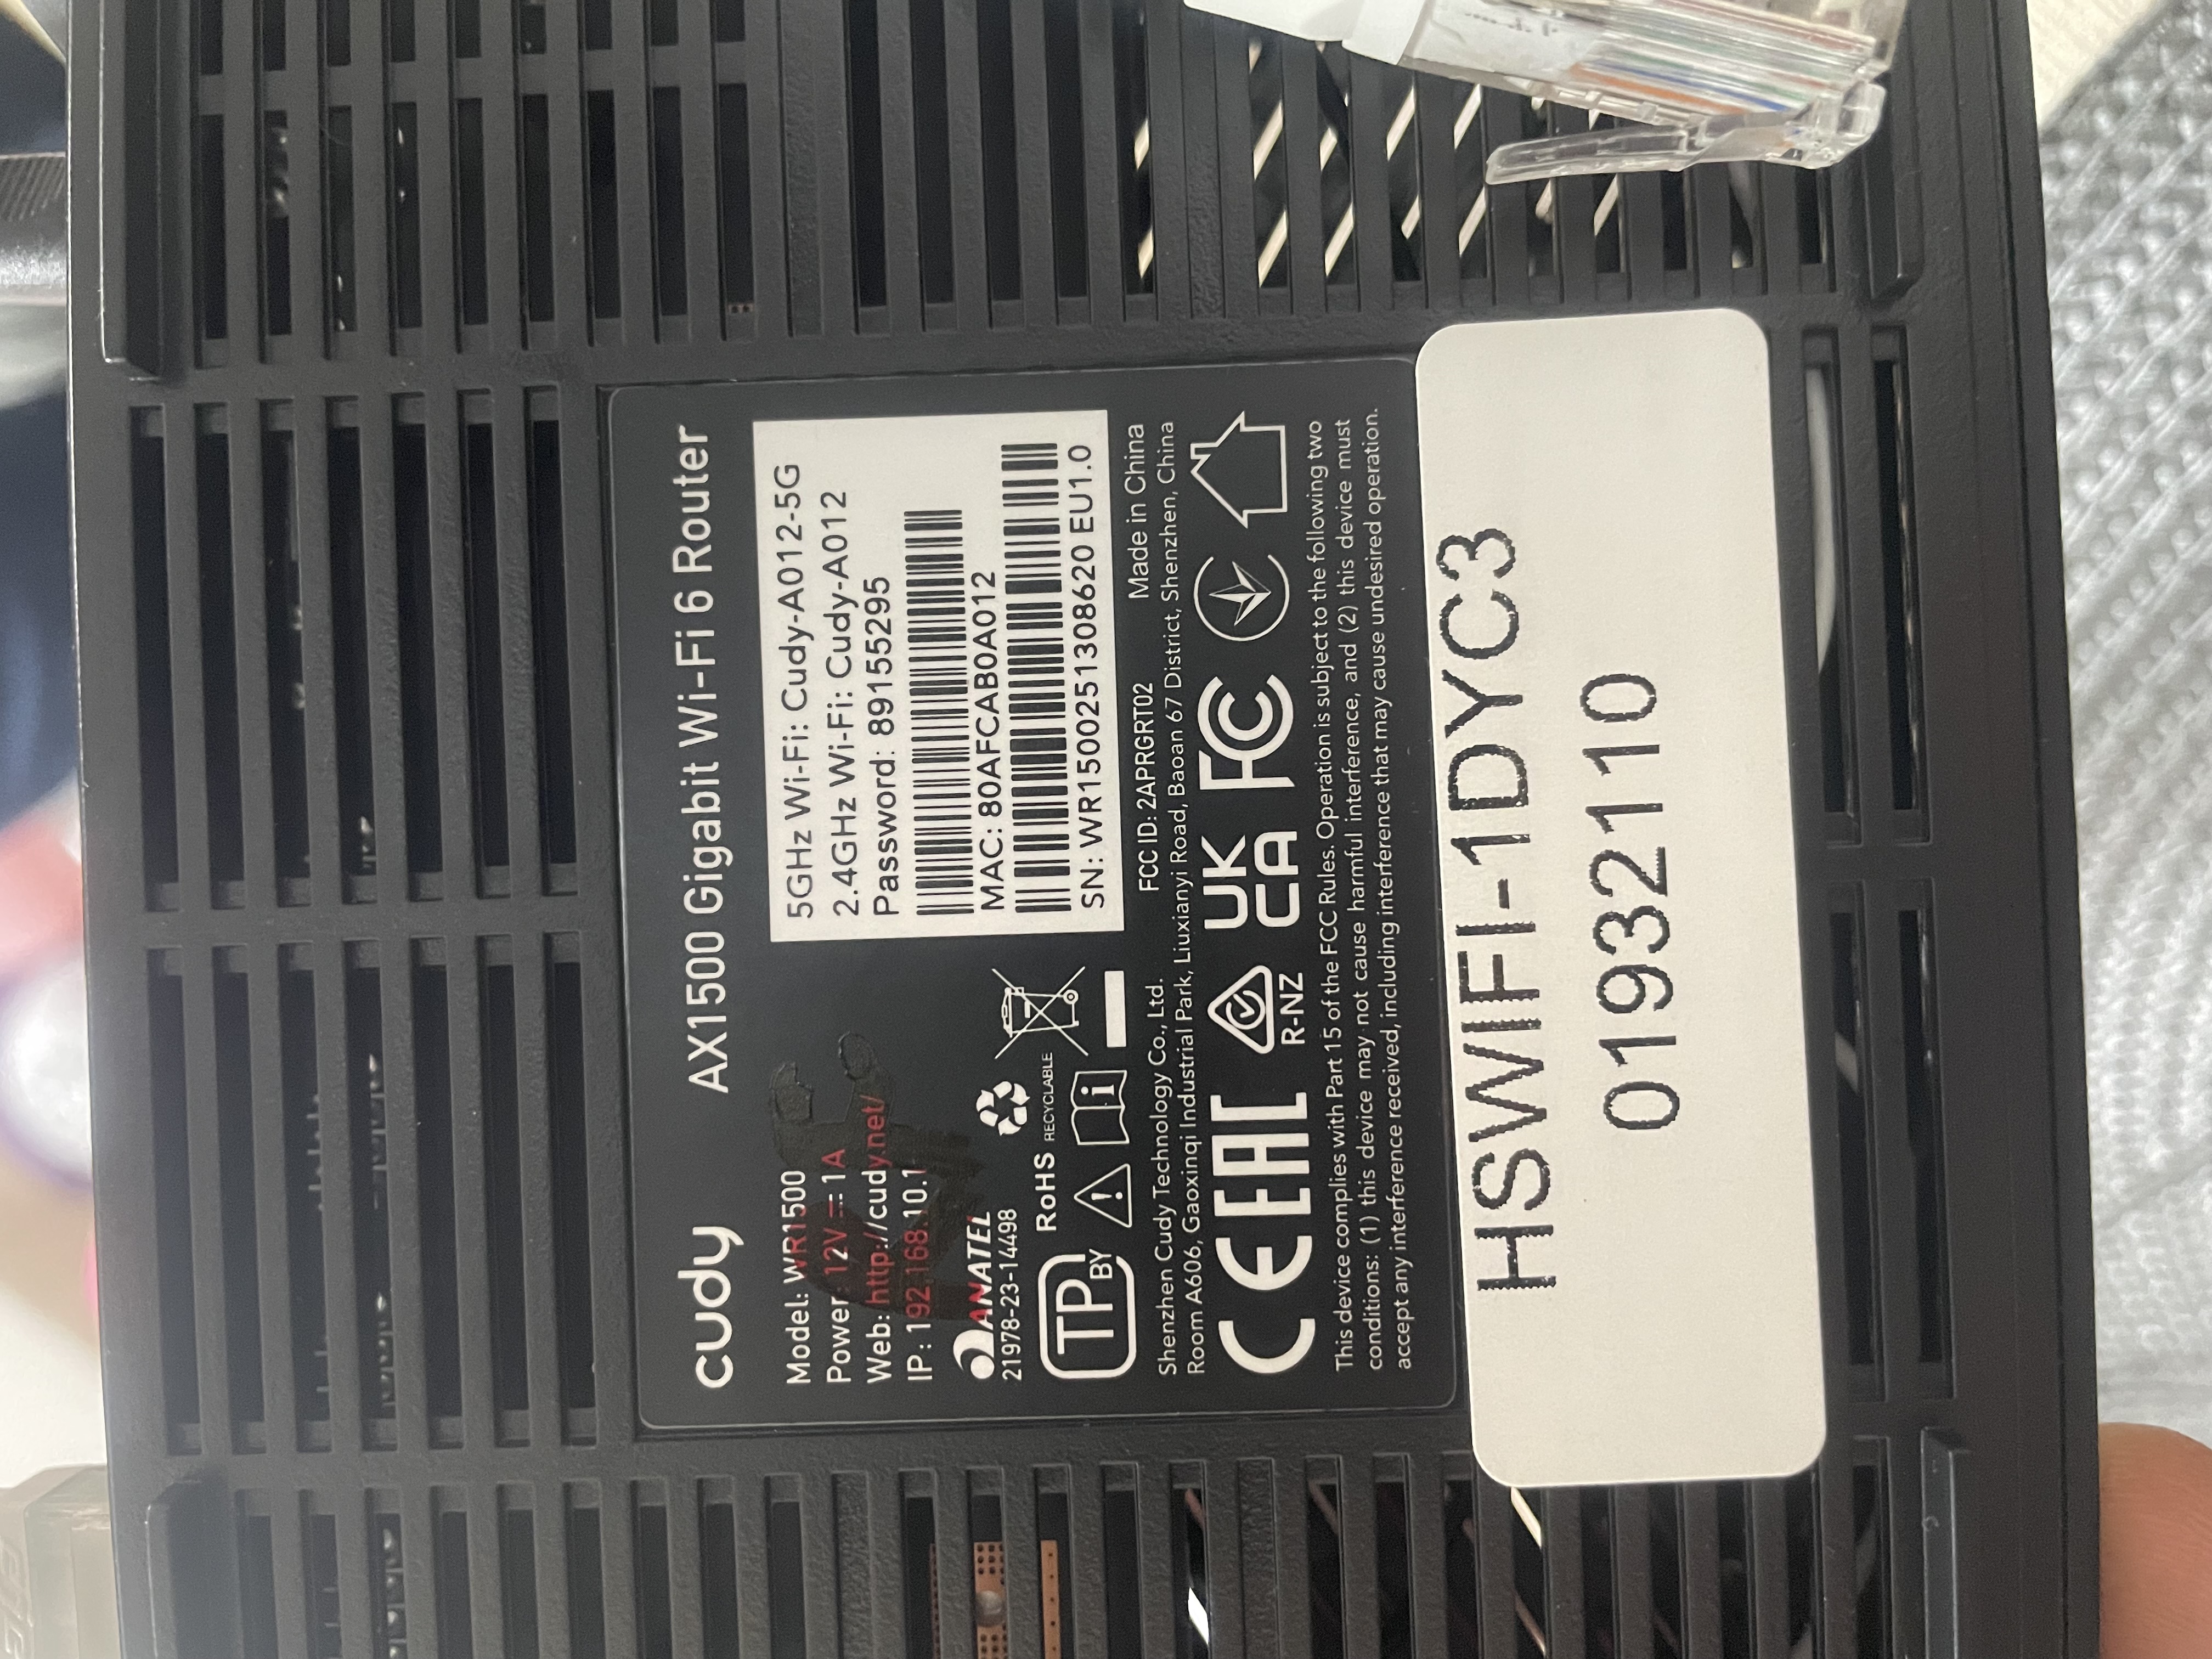 cudy
AX1500 Gigabit Wi-Fi 6 Router
Model: WR1500
Power: 12V ⎓ 1A
Web: http://cudy.net/
IP: 192.168.10.1
ANATEL
21978-23-14498
RoHS
RECYCLABLE
TP
BY
5GHz Wi-Fi: Cudy-A012-5G
2.4GHz Wi-Fi: Cudy-A012
Password: 89155295
MAC: 80AFCAB0A012
SN: WR1500251308620 EU1.0
FCC ID: 2APRGRT02
Made in China
Shenzhen Cudy Technology Co., Ltd.
Room A606, Gaoxinqi Industrial Park, Liuxianyi Road, Baoan 67 District, Shenzhen, China
CE
EAC
R-NZ
UK
CA
FC
This device complies with Part 15 of the FCC Rules. Operation is subject to the following two
conditions: (1) this device may not cause harmful interference, and (2) this device must
accept any interference received, including interference that may cause undesired operation.
HSWIFI-1DYC3
01932110